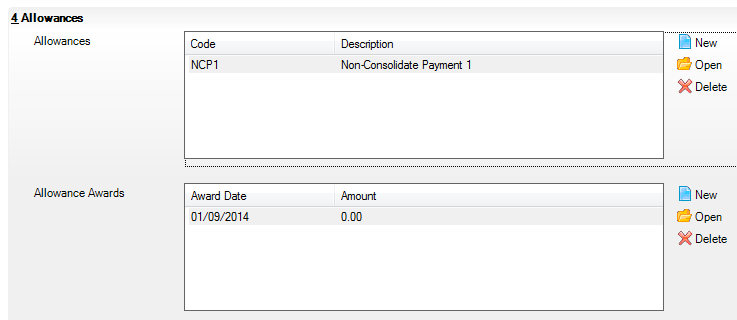 4 Allowances
Allowances
Code Description
NCP1 Non-Consolidate Payment 1
New
Open
Delete
Allowance Awards
Award Date Amount
01/09/2014 0.00
New
Open
Delete